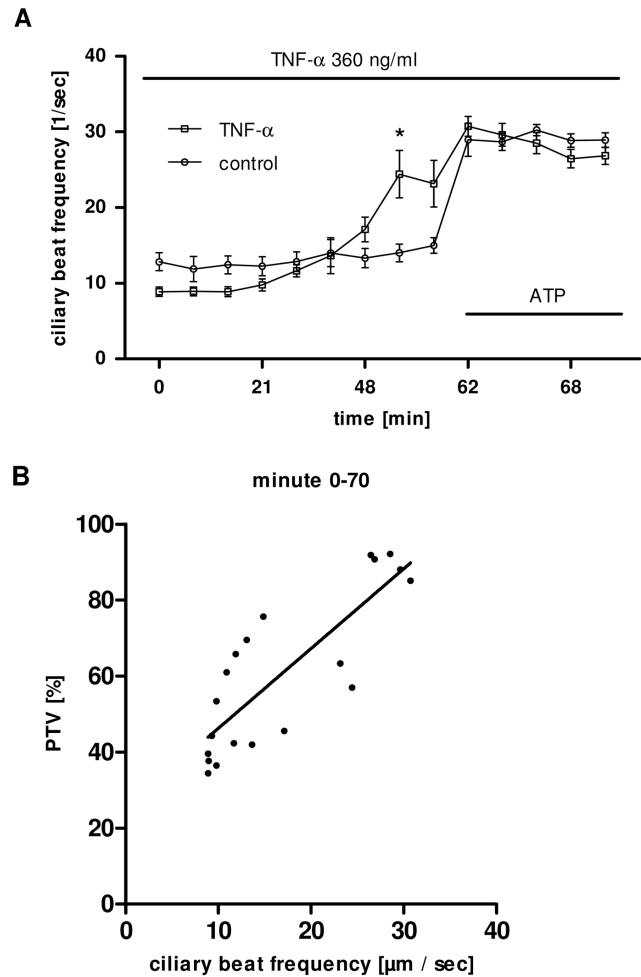 A
TNF-α 360 ng/ml
ciliary beat frequency [1/sec]
40
30
20
10
0
TNF-α
control
*
ATP
0 21 48 62 68
time [min]
B
minute 0-70
PTV [%]
100
80
60
40
20
0
0 10 20 30 40
ciliary beat frequency [µm / sec]